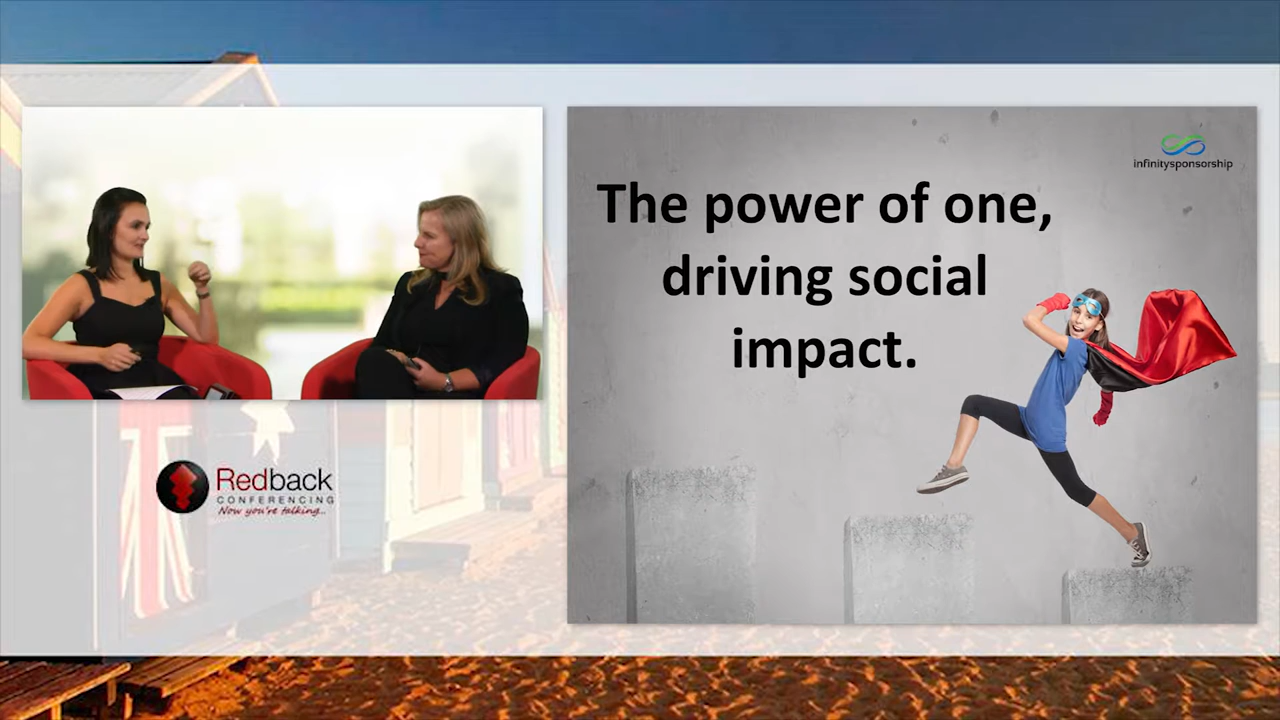 infinitysponsorship
The power of one,
driving social
impact.
Redback
CONFERENCING
Now you're talking...